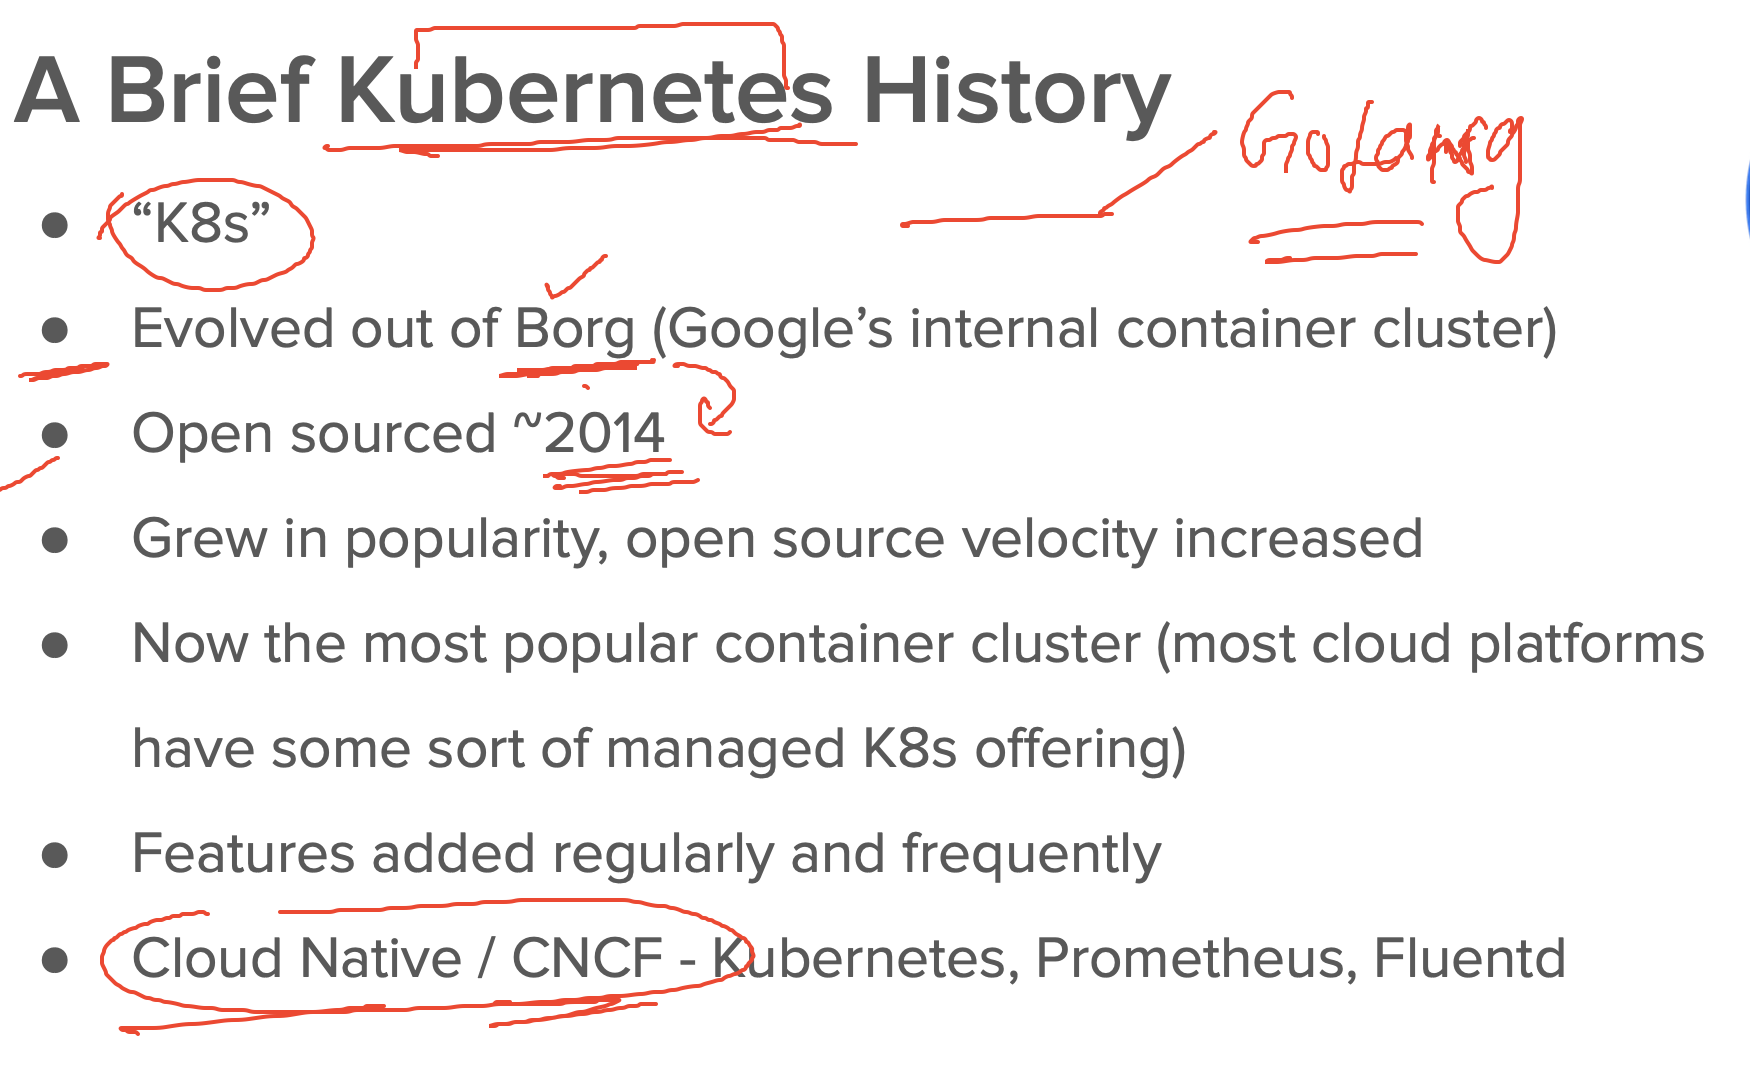 A Brief Kubernetes History
Golang
● “K8s”
● Evolved out of Borg (Google’s internal container cluster)
● Open sourced ~2014
● Grew in popularity, open source velocity increased
● Now the most popular container cluster (most cloud platforms
have some sort of managed K8s offering)
● Features added regularly and frequently
● Cloud Native / CNCF - Kubernetes, Prometheus, Fluentd